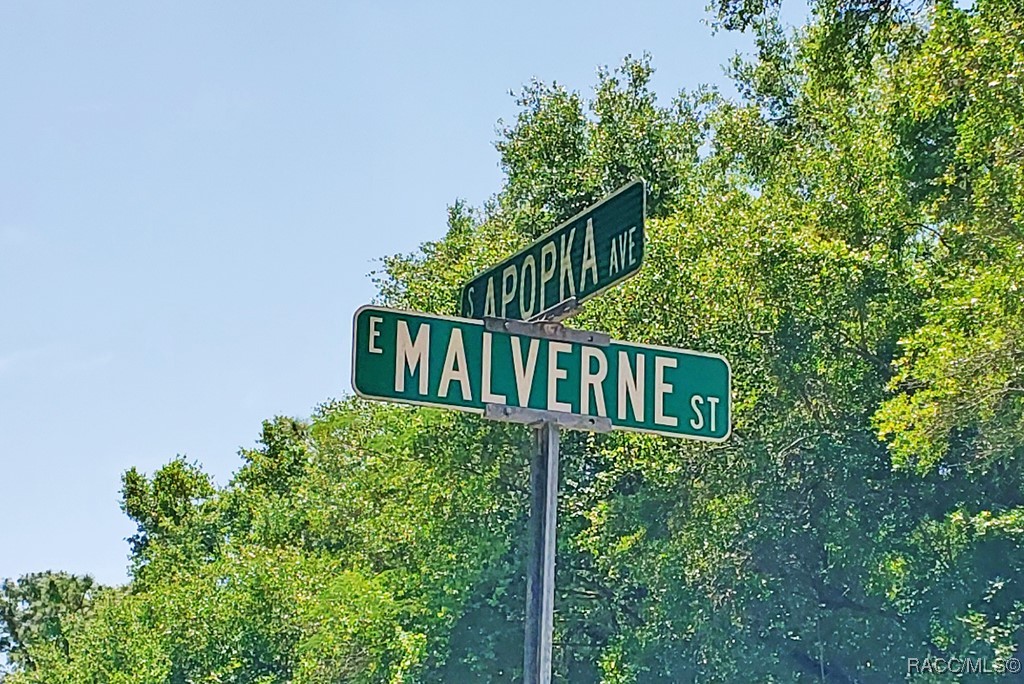 S APOPKA AVE
E MALVERNE ST
RACC/MLS©